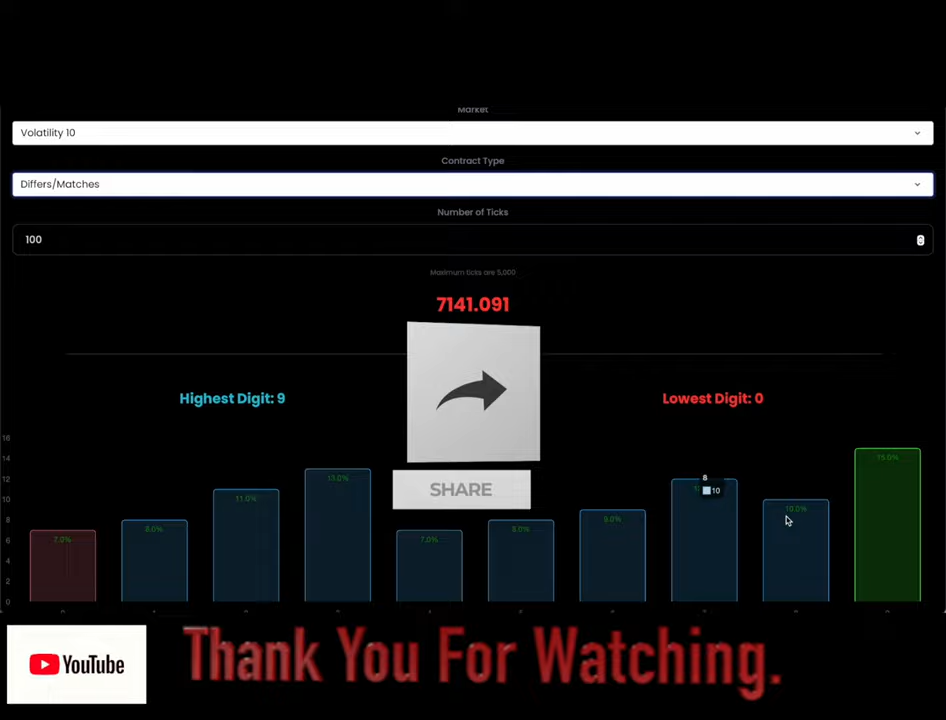 Market
Volatility 10
Contract Type
Differs/Matches
Number of Ticks
100
Maximum ticks are 5,000
7141.091
Highest Digit: 9
Lowest Digit: 0
SHARE
16
14
12
10
8
6
4
2
0
7.0%
8.0%
11.0%
13.0%
7.0%
8.0%
9.0%
10.0%
15.0%
8
10
YouTube
Thank You For Watching.